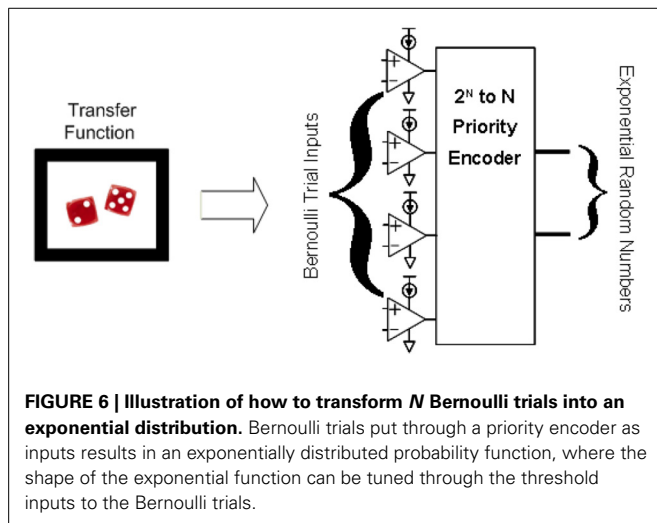 Transfer
Function
Bernoulli Trial Inputs
+
−
+
−
+
−
+
−
2ᴺ to N
Priority
Encoder
Exponential Random Numbers
FIGURE 6 | Illustration of how to transform N Bernoulli trials into an
exponential distribution. Bernoulli trials put through a priority encoder as
inputs results in an exponentially distributed probability function, where the
shape of the exponential function can be tuned through the threshold
inputs to the Bernoulli trials.